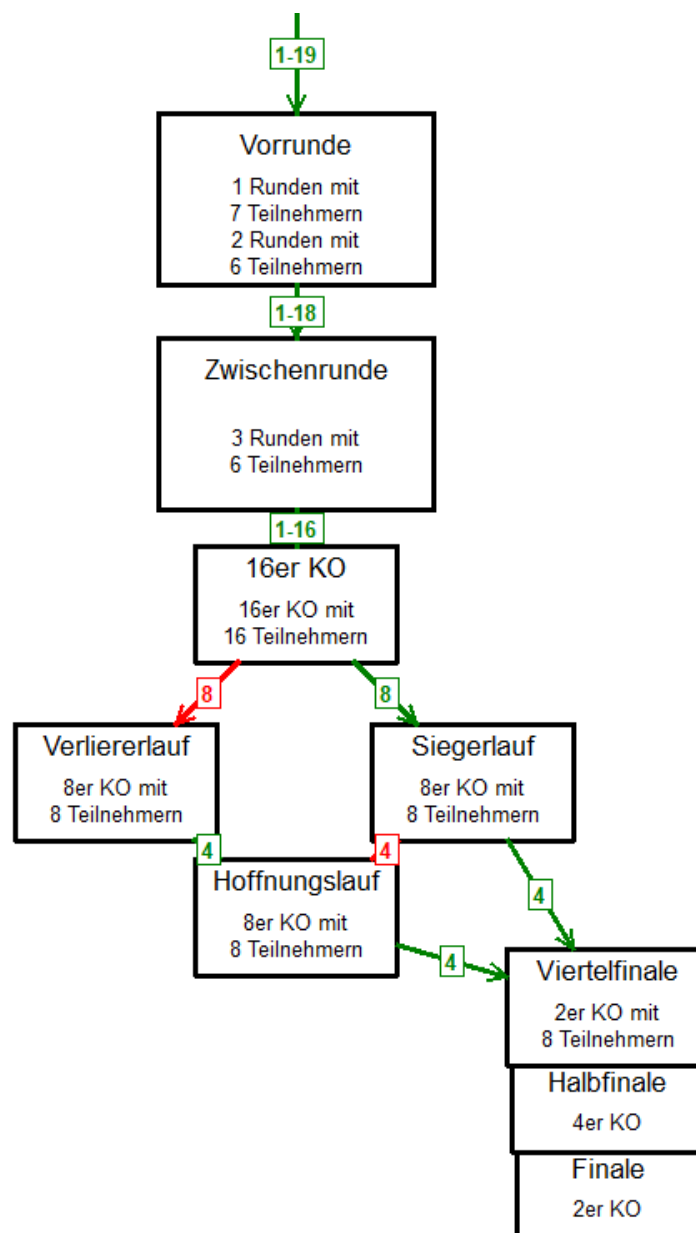 1-19
Vorrunde
1 Runden mit
7 Teilnehmern
2 Runden mit
6 Teilnehmern
1-18
Zwischenrunde
3 Runden mit
6 Teilnehmern
1-16
16er KO
16er KO mit
16 Teilnehmern
8
8
Verliererlauf
8er KO mit
8 Teilnehmern
Siegerlauf
8er KO mit
8 Teilnehmern
4
4
Hoffnungslauf
8er KO mit
8 Teilnehmern
4
4
Viertelfinale
2er KO mit
8 Teilnehmern
Halbfinale
4er KO
Finale
2er KO